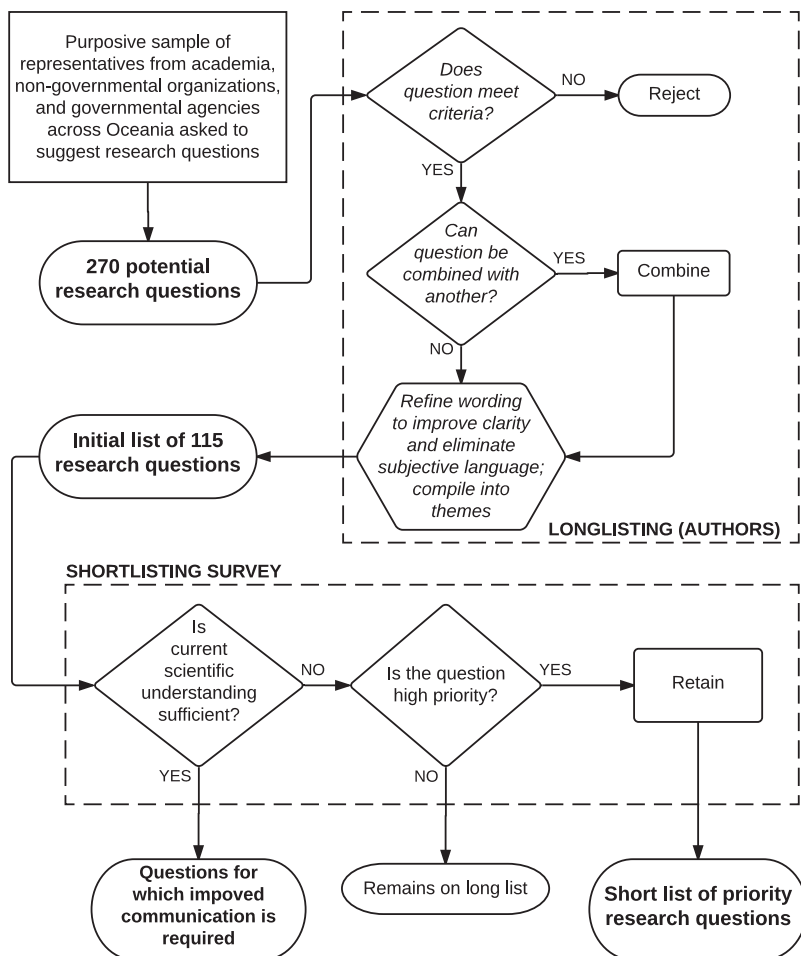 Purposive sample of
representatives from academia,
non-governmental organizations,
and governmental agencies
across Oceania asked to
suggest research questions
270 potential
research questions
Does
question meet
criteria?
NO
Reject
YES
Can
question be
combined with
another?
YES
Combine
NO
Refine wording
to improve clarity
and eliminate
subjective language;
compile into
themes
LONGLISTING (AUTHORS)
Initial list of 115
research questions
SHORTLISTING SURVEY
Is
current
scientific
understanding
sufficient?
NO
Is the question
high priority?
YES
Retain
YES
NO
Questions for
which impoved
communication is
required
Remains on long list
Short list of priority
research questions